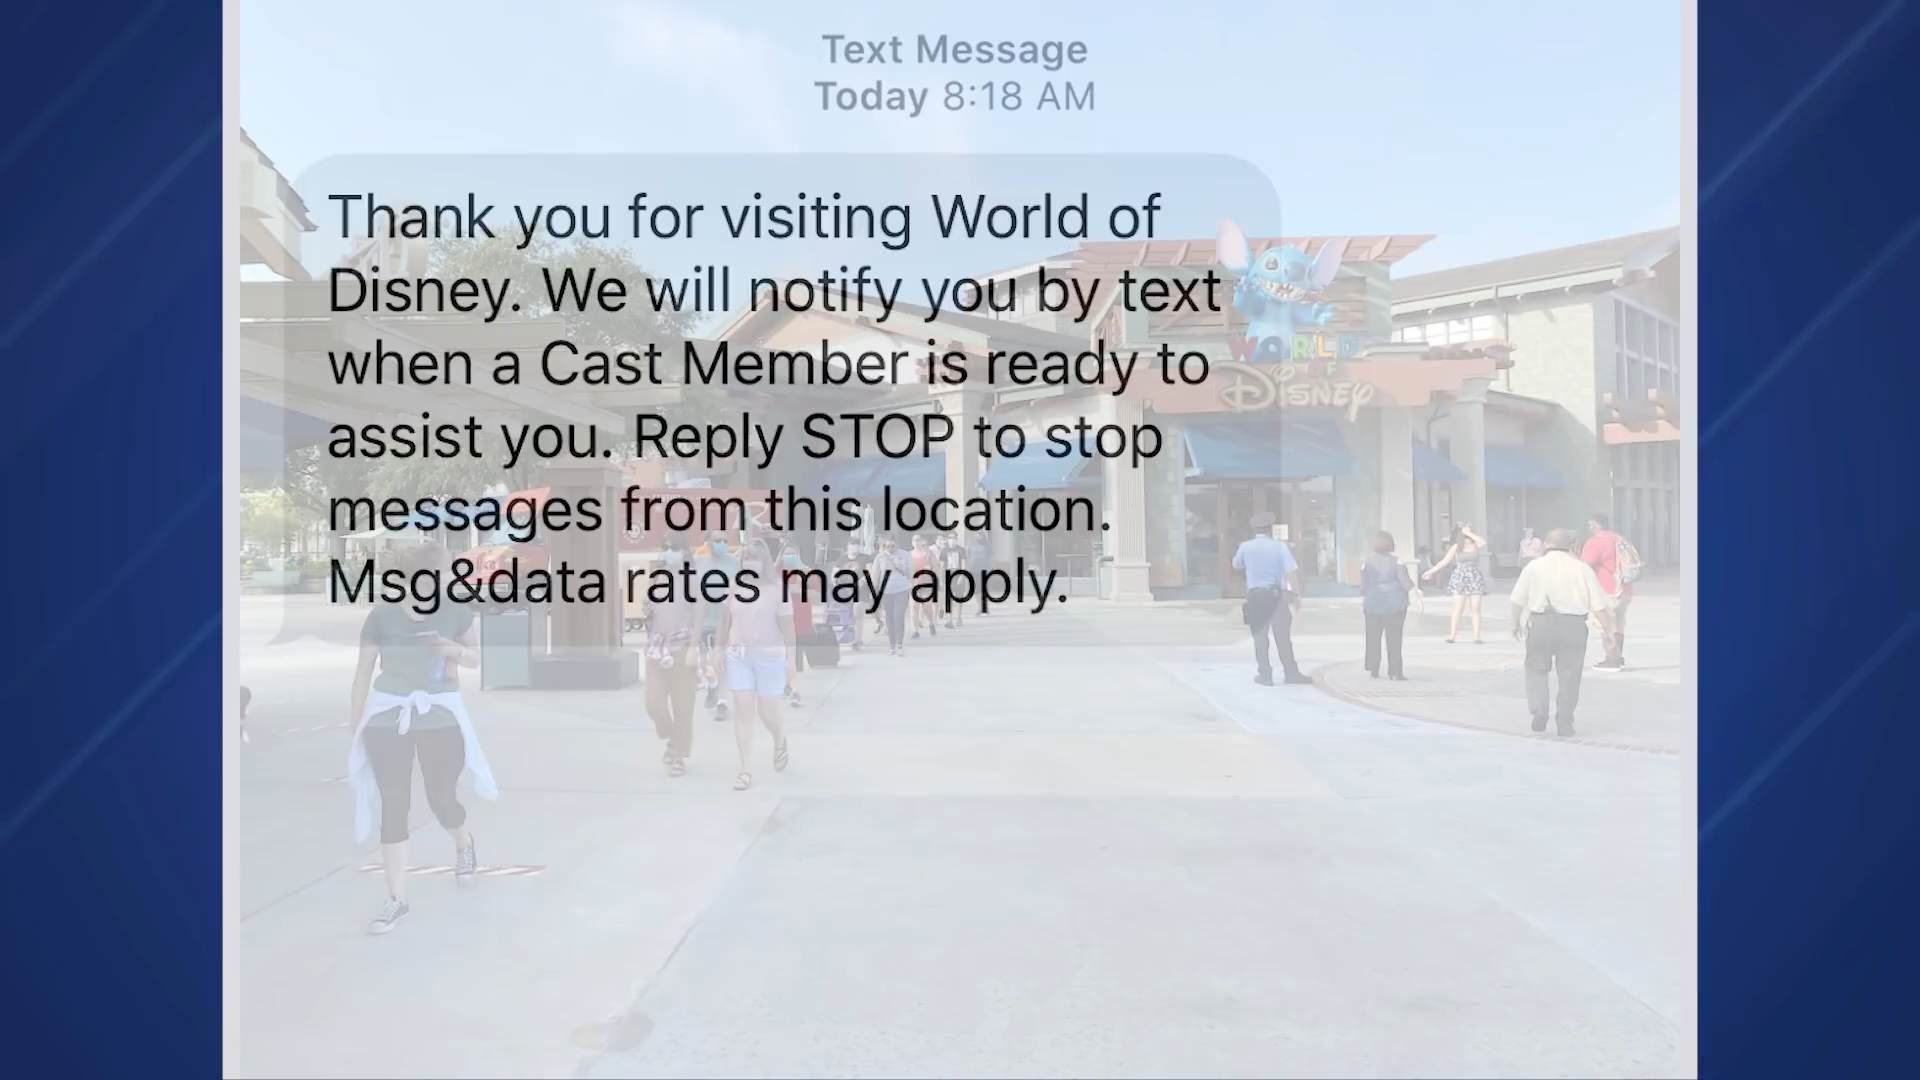 Text Message
Today 8:18 AM
Thank you for visiting World of
Disney. We will notify you by text
when a Cast Member is ready to
assist you. Reply STOP to stop
messages from this location.
Msg&data rates may apply.
WORLD
OF
DISNEY